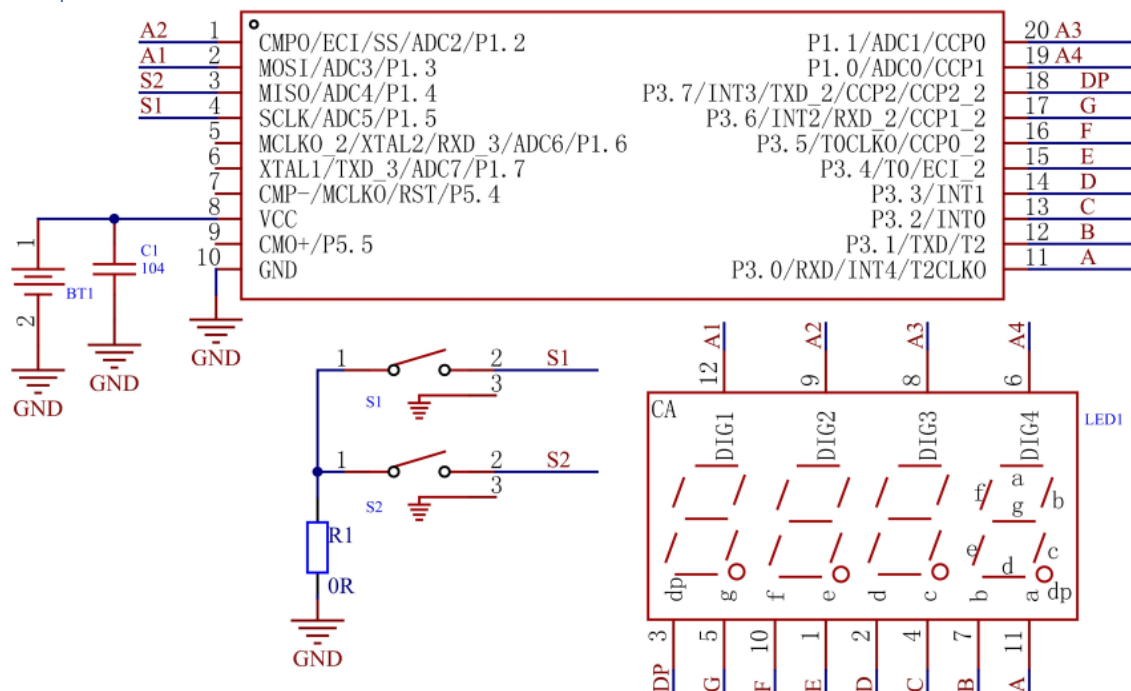 A2 1 CMPO/ECI/SS/ADC2/P1.2 P1.1/ADC1/CCP0 20 A3
A1 2 MOSI/ADC3/P1.3 P1.0/ADC0/CCP1 19 A4
S2 3 MISO/ADC4/P1.4 P3.7/INT3/TXD_2/CCP2/CCP2_2 18 DP
S1 4 SCLK/ADC5/P1.5 P3.6/INT2/RXD_2/CCP1_2 17 G
5 MCLKO_2/XTAL2/RXD_3/ADC6/P1.6 P3.5/T0CLKO/CCP0_2 16 F
6 XTAL1/TXD_3/ADC7/P1.7 P3.4/T0/ECI_2 15 E
7 CMP-/MCLKO/RST/P5.4 P3.3/INT1 14 D
8 VCC P3.2/INT0 13 C
9 CMO+/P5.5 P3.1/TXD/T2 12 B
10 GND P3.0/RXD/INT4/T2CLKO 11 A
1
BT1
2
GND
C1
104
GND
GND
1 2 S1
S1 3
1 2 S2
S2 3
R1
0R
GND
A1 A2 A3 A4
12 9 8 6
CA
LED1
DIG1 DIG2 DIG3 DIG4
a
f b
g
e c
d
dp g f e d c b a dp
3 5 10 1 2 4 7 11
DP G F E D C B A